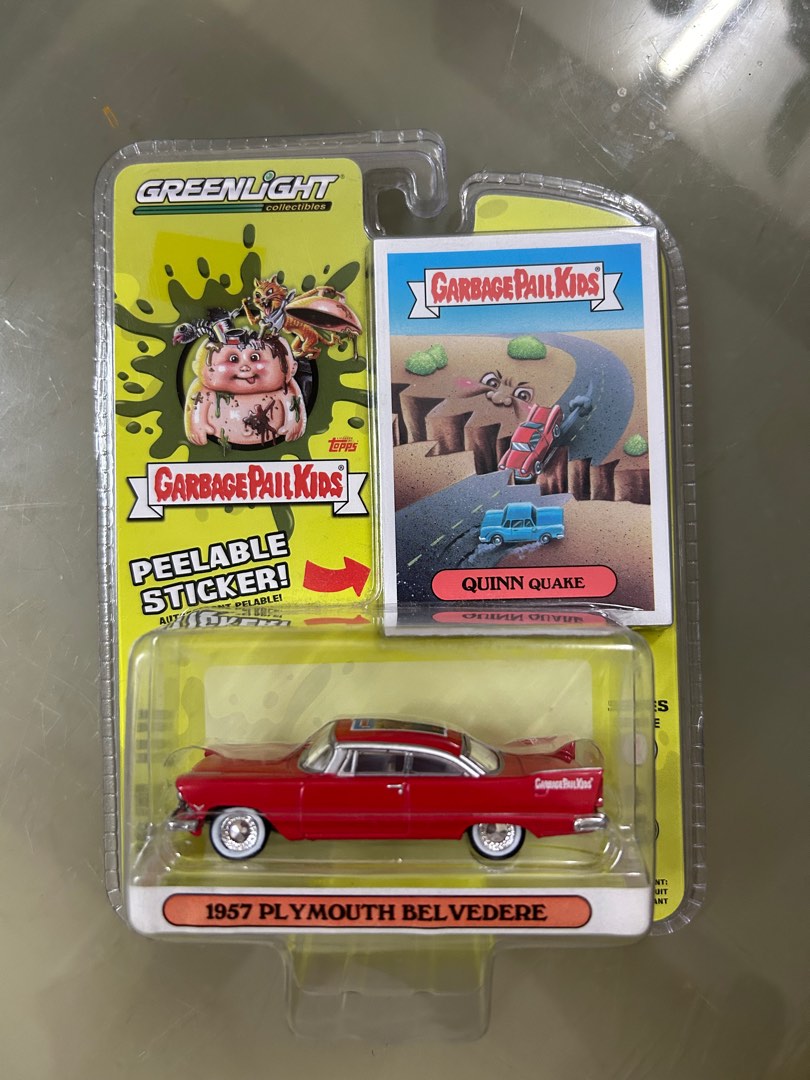 GREENLiGHT®
collectibles
topps
GARBAGE PAIL KIDS®
PEELABLE
STICKER!
GARBAGE PAIL KIDS®
QUINN QUAKE
GARBAGE PAIL KIDS
1957 PLYMOUTH BELVEDERE